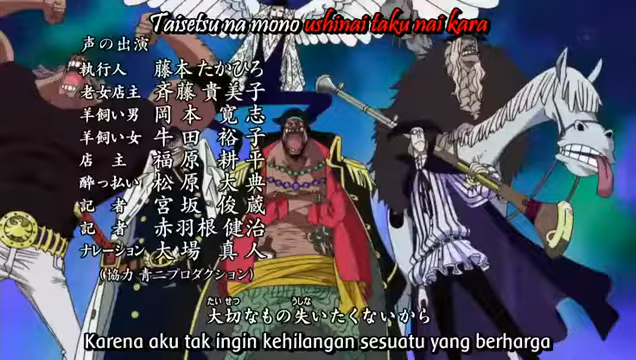 Taisetsu na mono ushinai taku nai kara
声の出演
執行人 藤本たかひろ
老女店主 斉藤貴美子
羊飼い男 岡本 寛志
羊飼い女 牛田 裕子
店主 福原 耕平
酔っ払い 松原 大典
記者 宮坂 俊蔵
記者 赤羽根 健治
ナレーション 大場 真人
(協力 青二プロダクション)
たいせつ うしな
大切なもの失いたくないから
Karena aku tak ingin kehilangan sesuatu yang berharga